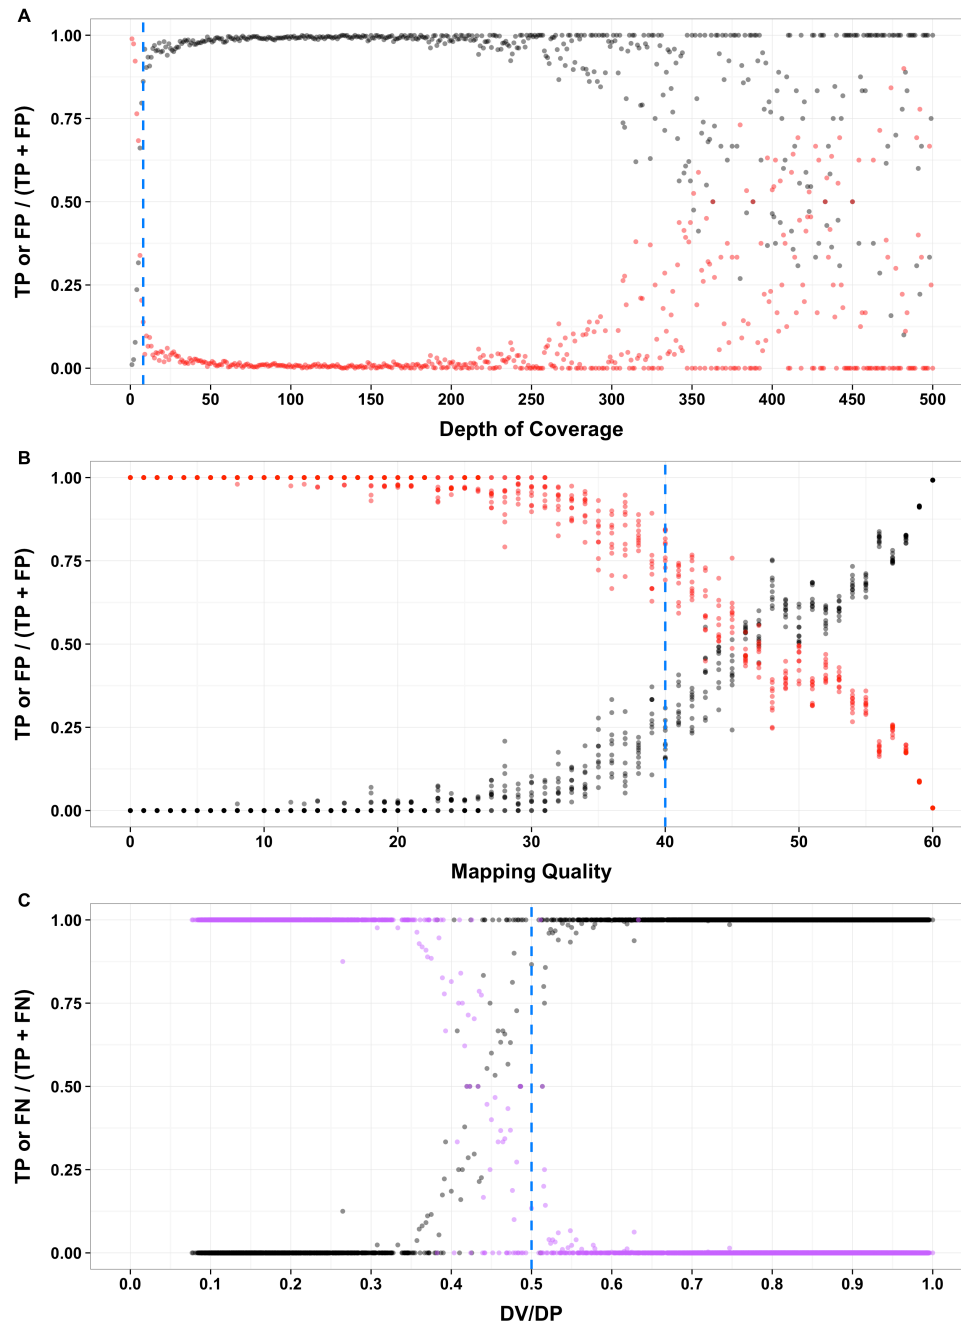 A
TP or FP / (TP + FP)
1.00
0.75
0.50
0.25
0.00
0 50 100 150 200 250 300 350 400 450 500
Depth of Coverage
B
TP or FP / (TP + FP)
1.00
0.75
0.50
0.25
0.00
0 10 20 30 40 50 60
Mapping Quality
C
TP or FN / (TP + FN)
1.00
0.75
0.50
0.25
0.00
0.0 0.1 0.2 0.3 0.4 0.5 0.6 0.7 0.8 0.9 1.0
DV/DP